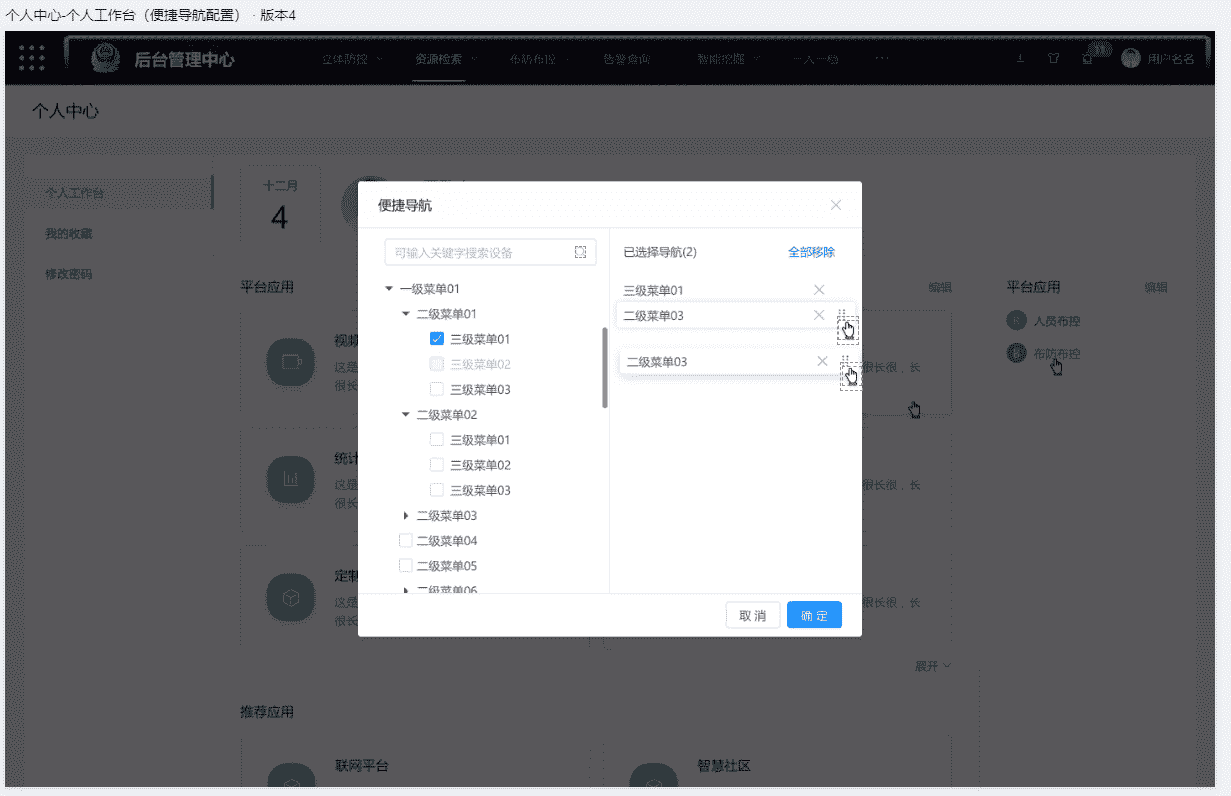 个人中心-个人工作台（便捷导航配置） · 版本4
后台管理中心
立体防控
资源检索
布防布控
告警查询
智能挖掘
一人一档
···
用户名名
个人中心
个人工作台
我的收藏
修改密码
十二月
4
平台应用
编辑
平台应用
编辑
人员布控
布防布控
视频
这是
很长
很长很，长
统计
这是
很长
很长很，长
定制
这是
很长
很长很，长
展开
推荐应用
联网平台
智慧社区
便捷导航
可输入关键字搜索设备
一级菜单01
二级菜单01
三级菜单01
三级菜单02
三级菜单03
二级菜单02
三级菜单01
三级菜单02
三级菜单03
二级菜单03
二级菜单04
二级菜单05
二级菜单06
已选择导航(2)
全部移除
三级菜单01
二级菜单03
二级菜单03
取 消
确 定